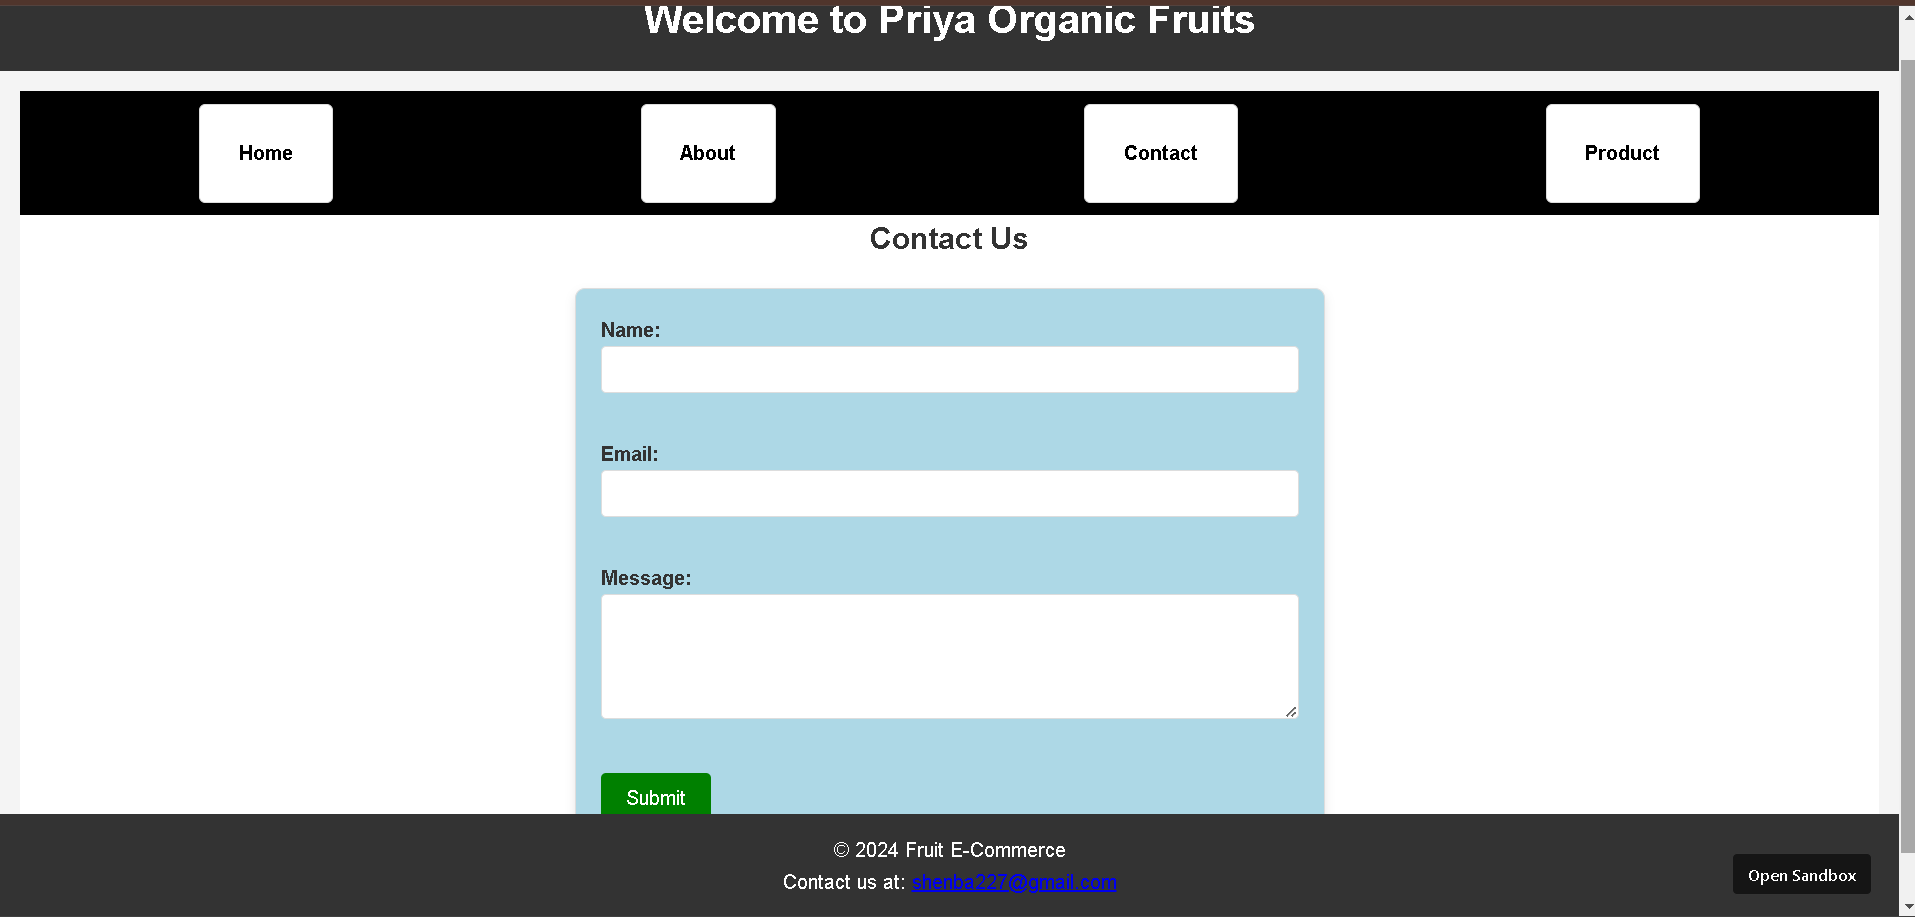 Welcome to Priya Organic Fruits
Home About Contact Product
Contact Us
Name:
Email:
Message:
Submit
© 2024 Fruit E-Commerce
Contact us at: shenba227@gmail.com
Open Sandbox